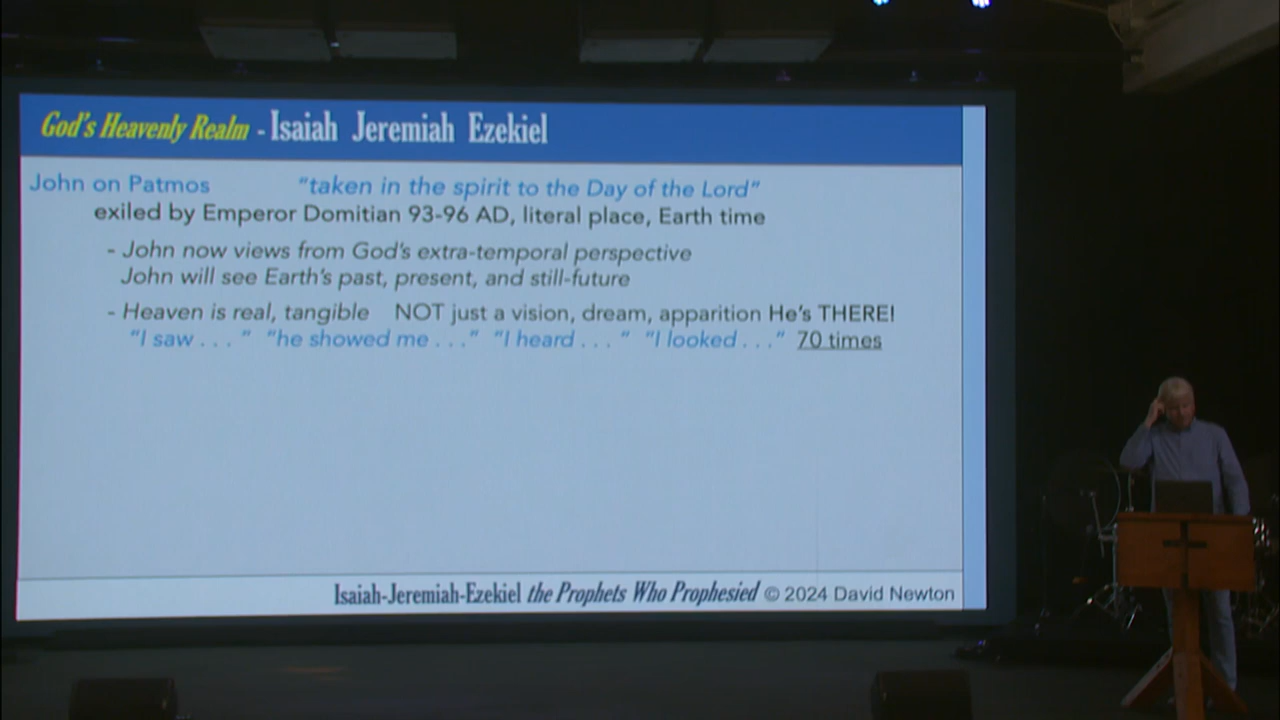 God's Heavenly Realm - Isaiah Jeremiah Ezekiel
John on Patmos "taken in the spirit to the Day of the Lord"
exiled by Emperor Domitian 93-96 AD, literal place, Earth time
- John now views from God's extra-temporal perspective
John will see Earth's past, present, and still-future
- Heaven is real, tangible NOT just a vision, dream, apparition He's THERE!
"I saw . . . " "he showed me . . ." "I heard . . . " "I looked . . ." 70 times
Isaiah-Jeremiah-Ezekiel the Prophets Who Prophesied © 2024 David Newton